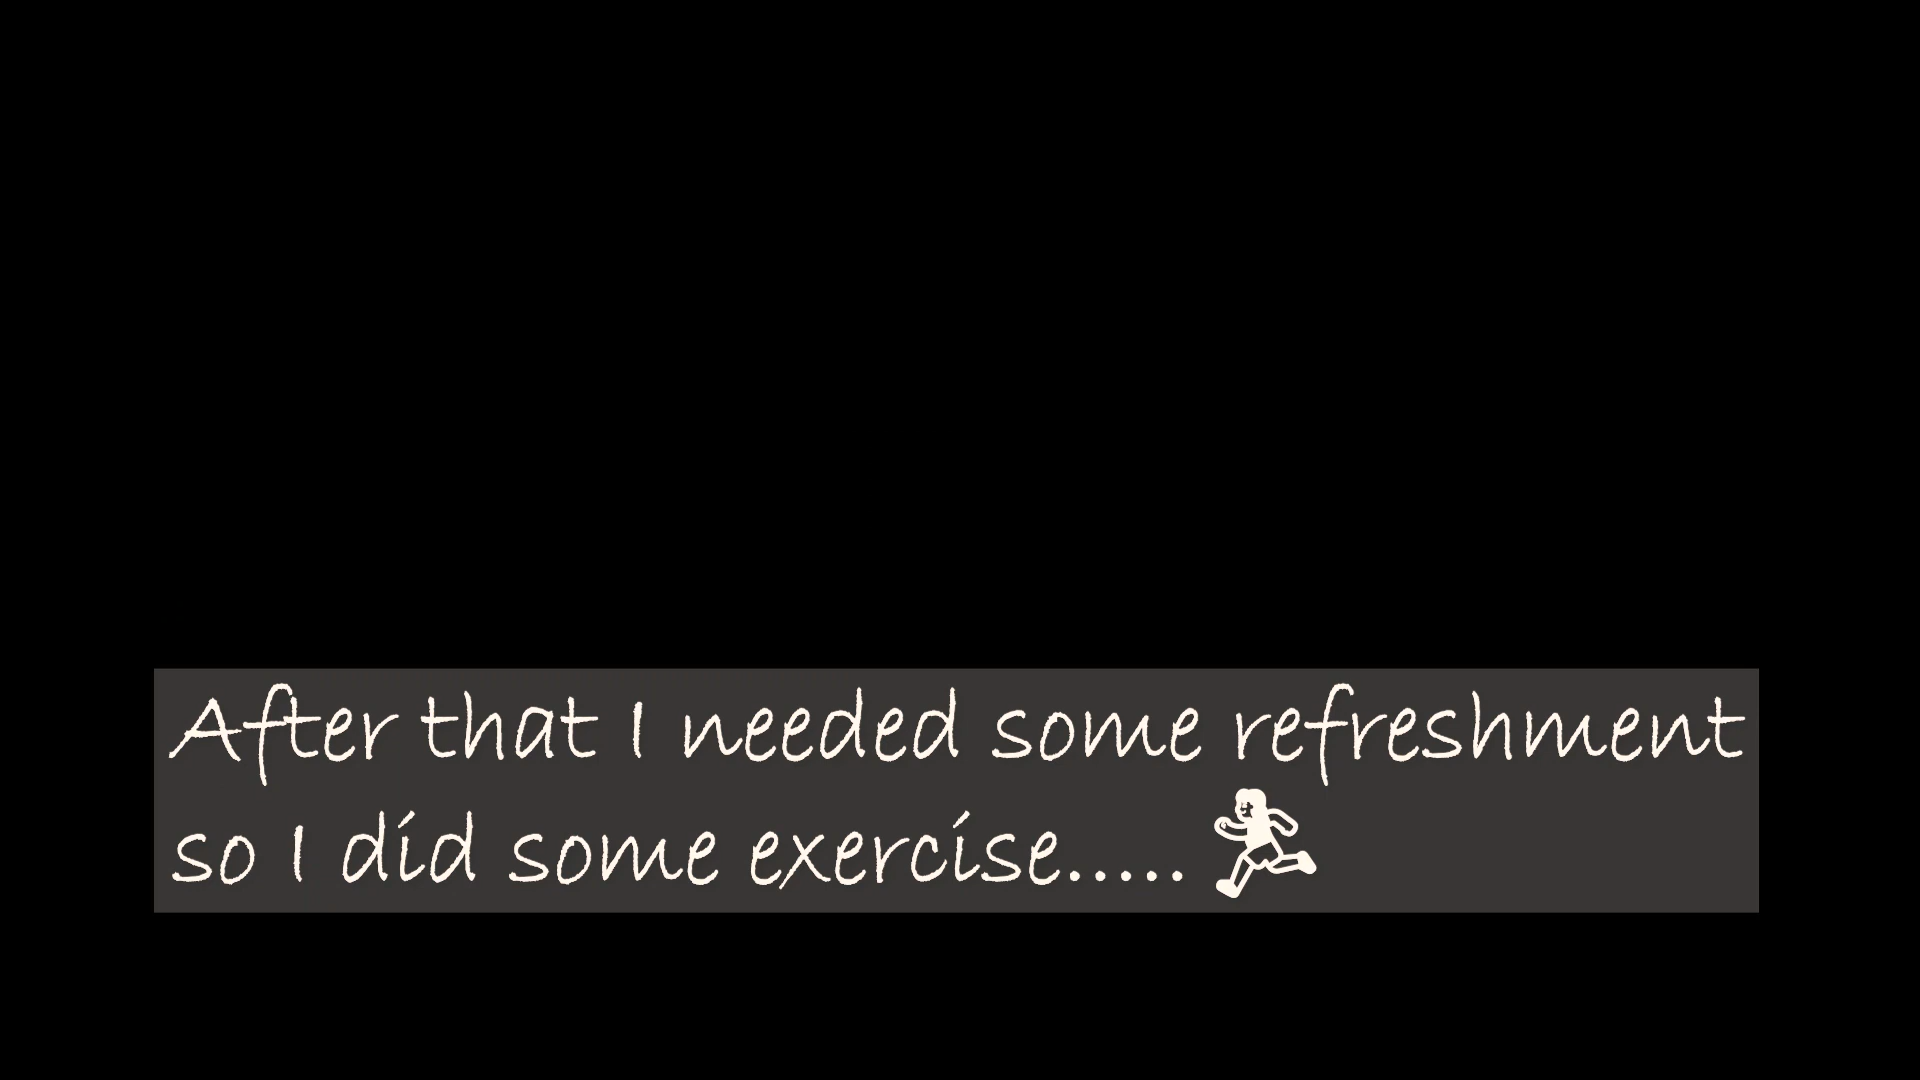 After that I needed some refreshment
so I did some exercise..... 🏃